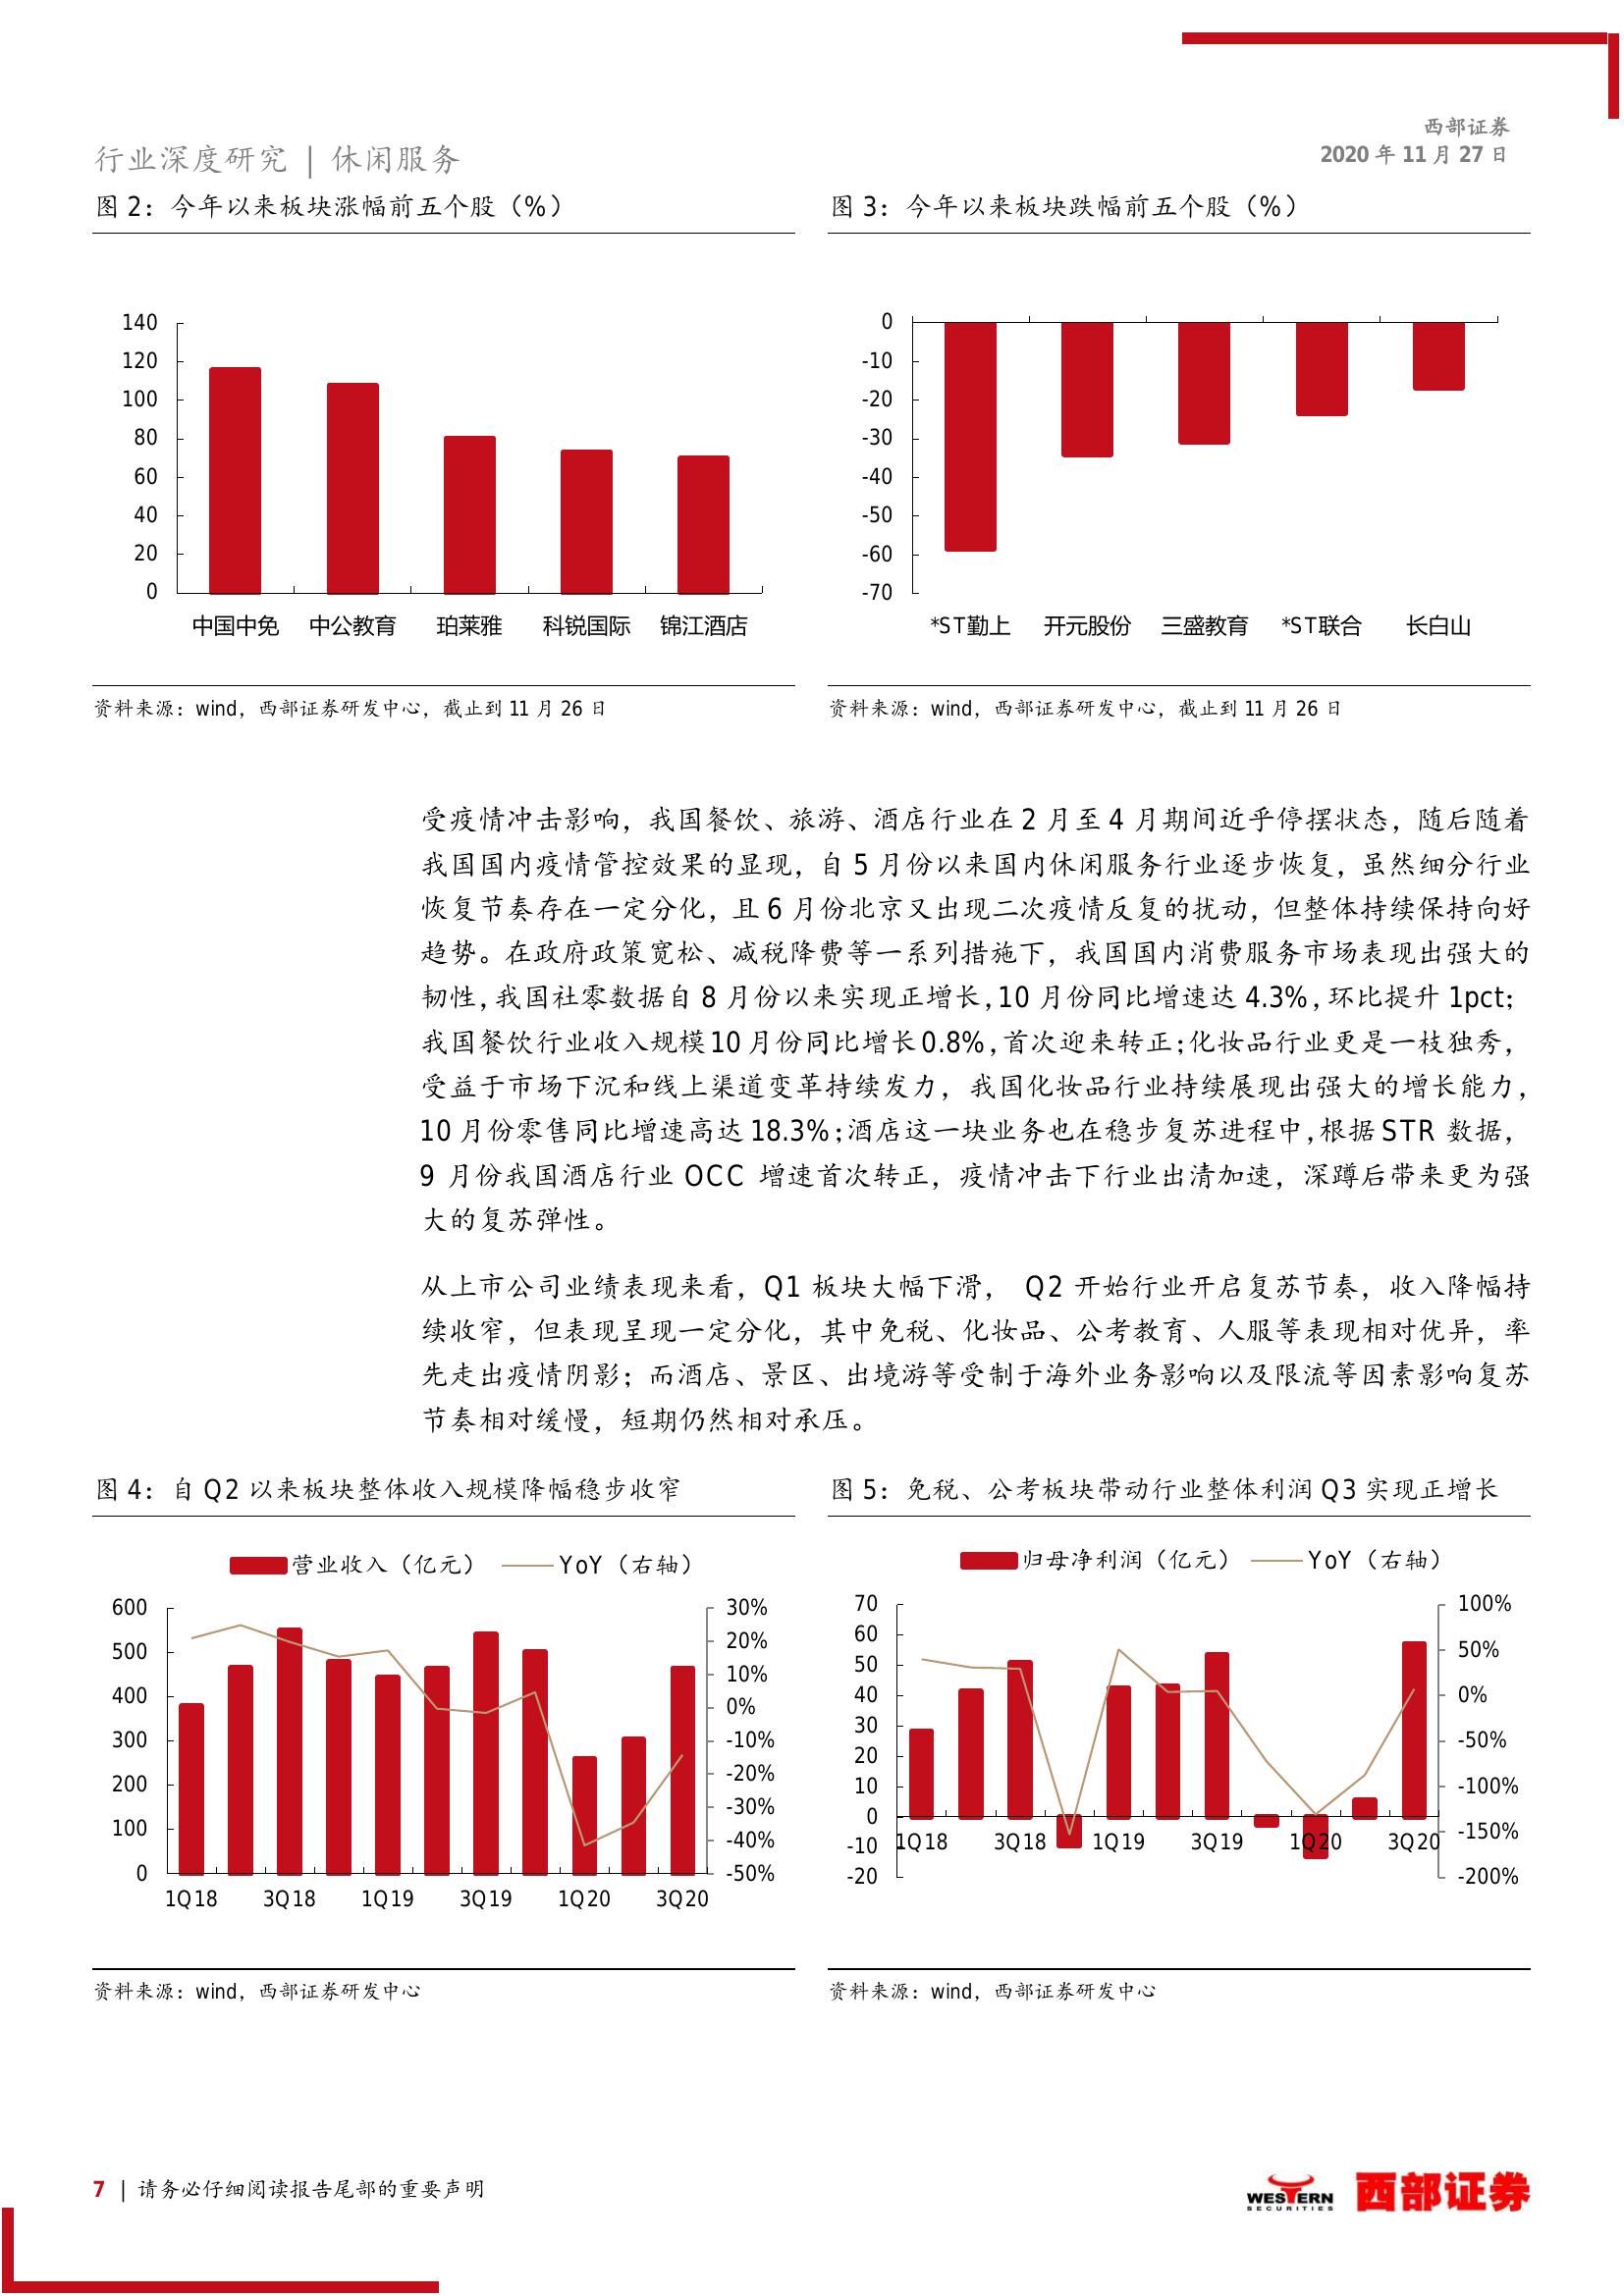 西部证券
2020 年 11 月 27 日
行业深度研究 | 休闲服务
图 2：今年以来板块涨幅前五个股（%）
140
120
100
80
60
40
20
0
中国中免 中公教育 珀莱雅 科锐国际 锦江酒店
资料来源：wind，西部证券研发中心，截止到 11 月 26 日
图 3：今年以来板块跌幅前五个股（%）
0
-10
-20
-30
-40
-50
-60
-70
*ST勤上 开元股份 三盛教育 *ST联合 长白山
资料来源：wind，西部证券研发中心，截止到 11 月 26 日
受疫情冲击影响，我国餐饮、旅游、酒店行业在 2 月至 4 月期间近乎停摆状态，随后随着
我国国内疫情管控效果的显现，自 5 月份以来国内休闲服务行业逐步恢复，虽然细分行业
恢复节奏存在一定分化，且 6 月份北京又出现二次疫情反复的扰动，但整体持续保持向好
趋势。在政府政策宽松、减税降费等一系列措施下，我国国内消费服务市场表现出强大的
韧性，我国社零数据自 8 月份以来实现正增长，10 月份同比增速达 4.3%，环比提升 1pct；
我国餐饮行业收入规模 10 月份同比增长 0.8%，首次迎来转正；化妆品行业更是一枝独秀，
受益于市场下沉和线上渠道变革持续发力，我国化妆品行业持续展现出强大的增长能力，
10 月份零售同比增速高达 18.3%；酒店这一块业务也在稳步复苏进程中，根据 STR 数据，
9 月份我国酒店行业 OCC 增速首次转正，疫情冲击下行业出清加速，深蹲后带来更为强
大的复苏弹性。
从上市公司业绩表现来看，Q1 板块大幅下滑， Q2 开始行业开启复苏节奏，收入降幅持
续收窄，但表现呈现一定分化，其中免税、化妆品、公考教育、人服等表现相对优异，率
先走出疫情阴影；而酒店、景区、出境游等受制于海外业务影响以及限流等因素影响复苏
节奏相对缓慢，短期仍然相对承压。
图 4：自 Q2 以来板块整体收入规模降幅稳步收窄
营业收入（亿元） YoY（右轴）
600
500
400
300
200
100
0
30%
20%
10%
0%
-10%
-20%
-30%
-40%
-50%
1Q18 3Q18 1Q19 3Q19 1Q20 3Q20
资料来源：wind，西部证券研发中心
图 5：免税、公考板块带动行业整体利润 Q3 实现正增长
归母净利润（亿元） YoY（右轴）
70
60
50
40
30
20
10
0
-10
-20
100%
50%
0%
-50%
-100%
-150%
-200%
1Q18 3Q18 1Q19 3Q19 1Q20 3Q20
资料来源：wind，西部证券研发中心
7 | 请务必仔细阅读报告尾部的重要声明
WESTERN
SECURITIES
西部证券